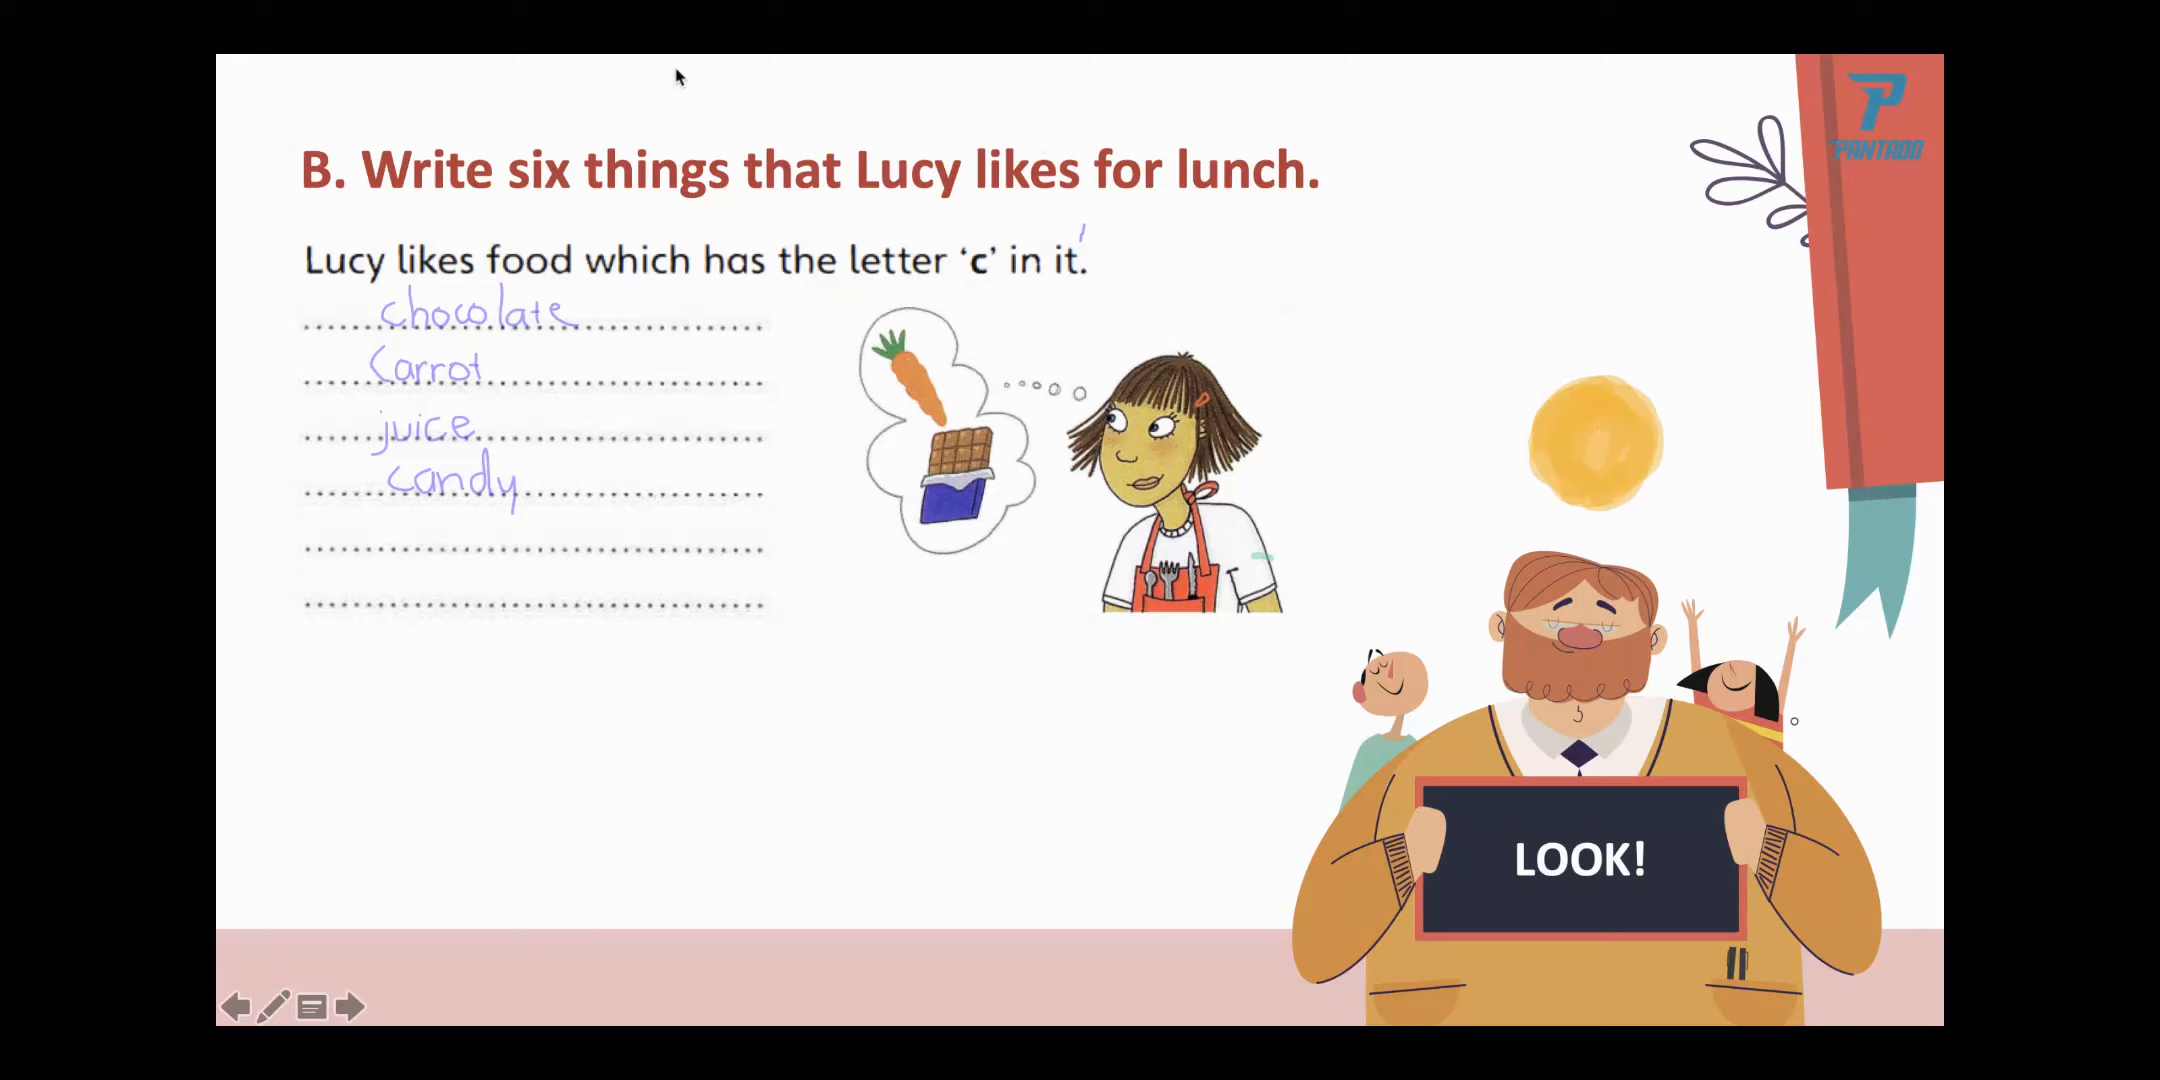 PANTADO
B. Write six things that Lucy likes for lunch.
Lucy likes food which has the letter ‘c’ in it.
chocolate
Carrot
juice
candy
LOOK!